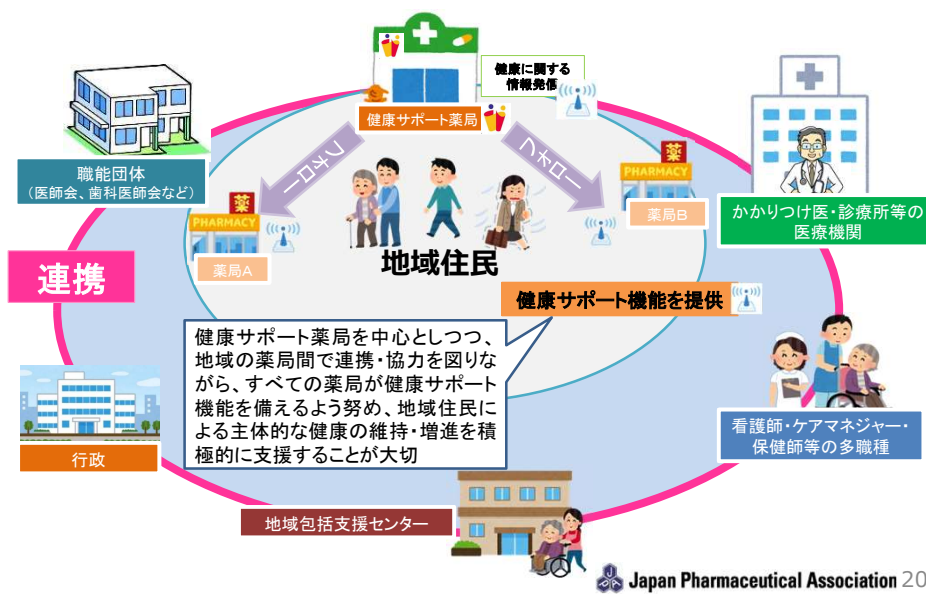 健康に関する
情報発信
健康サポート薬局
職能団体
（医師会、歯科医師会など）
フォロー
フォロー
薬
PHARMACY
薬局A
薬
PHARMACY
薬局B
かかりつけ医・診療所等の
医療機関
地域住民
連携
健康サポート機能を提供
健康サポート薬局を中心としつつ、
地域の薬局間で連携・協力を図りな
がら、すべての薬局が健康サポート
機能を備えるよう努め、地域住民に
よる主体的な健康の維持・増進を積
極的に支援することが大切
行政
看護師・ケアマネジャー・
保健師等の多職種
地域包括支援センター
Japan Pharmaceutical Association 20